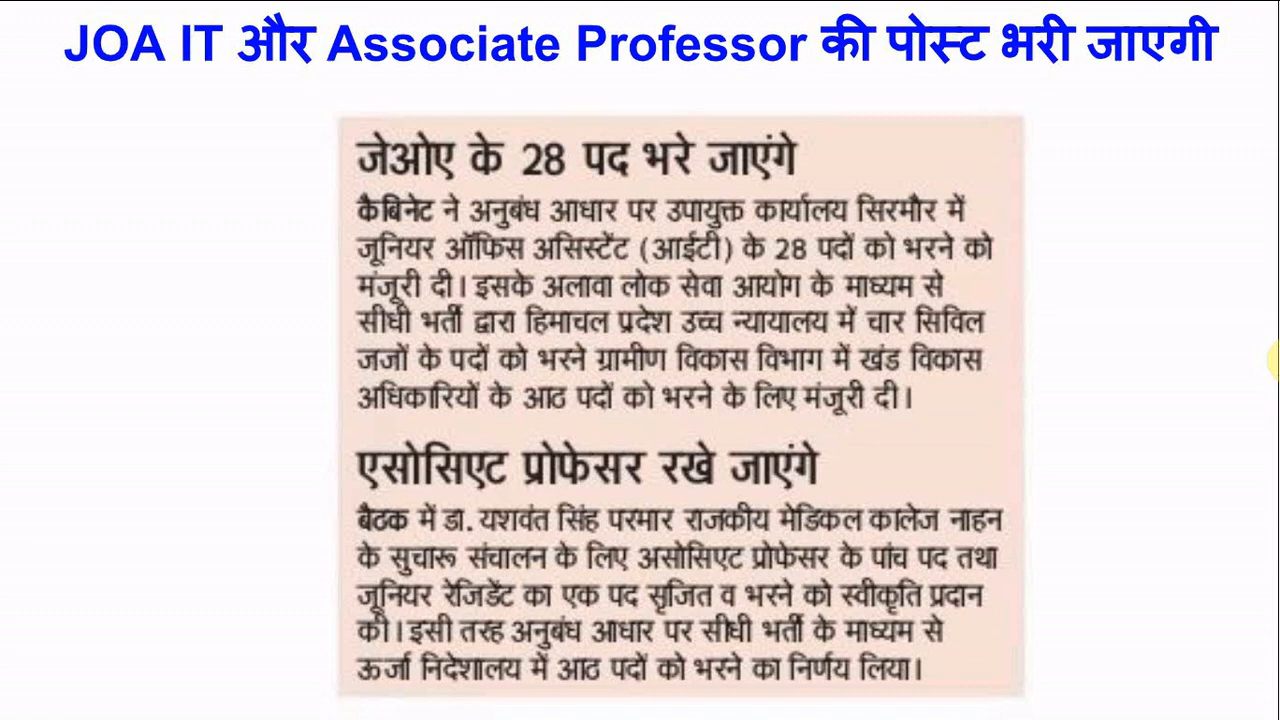 JOA IT और Associate Professor की पोस्ट भरी जाएगी
जेओए के 28 पद भरे जाएंगे
कैबिनेट ने अनुबंध आधार पर उपायुक्त कार्यालय सिरमौर में
जूनियर ऑफिस असिस्टेंट (आईटी) के 28 पदों को भरने को
मंजूरी दी। इसके अलावा लोक सेवा आयोग के माध्यम से
सीधी भर्ती द्वारा हिमाचल प्रदेश उच्च न्यायालय में चार सिविल
जजों के पदों को भरने ग्रामीण विकास विभाग में खंड विकास
अधिकारियों के आठ पदों को भरने के लिए मंजूरी दी।
एसोसिएट प्रोफेसर रखे जाएंगे
बैठक में डा. यशवंत सिंह परमार राजकीय मेडिकल कालेज नाहन
के सुचारू संचालन के लिए असोसिएट प्रोफेसर के पांच पद तथा
जूनियर रेजिडेंट का एक पद सृजित व भरने को स्वीकृति प्रदान
की। इसी तरह अनुबंध आधार पर सीधी भर्ती के माध्यम से
ऊर्जा निदेशालय में आठ पदों को भरने का निर्णय लिया।